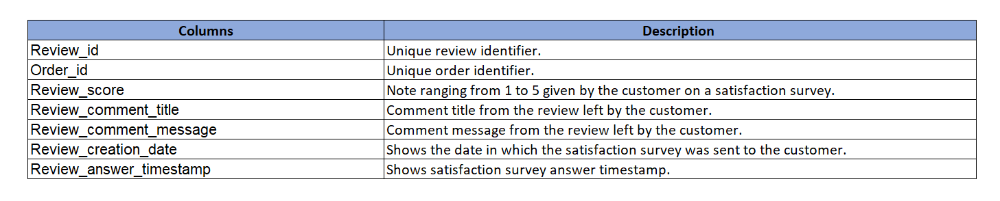 Columns Description
Review_id Unique review identifier.
Order_id Unique order identifier.
Review_score Note ranging from 1 to 5 given by the customer on a satisfaction survey.
Review_comment_title Comment title from the review left by the customer.
Review_comment_message Comment message from the review left by the customer.
Review_creation_date Shows the date in which the satisfaction survey was sent to the customer.
Review_answer_timestamp Shows satisfaction survey answer timestamp.